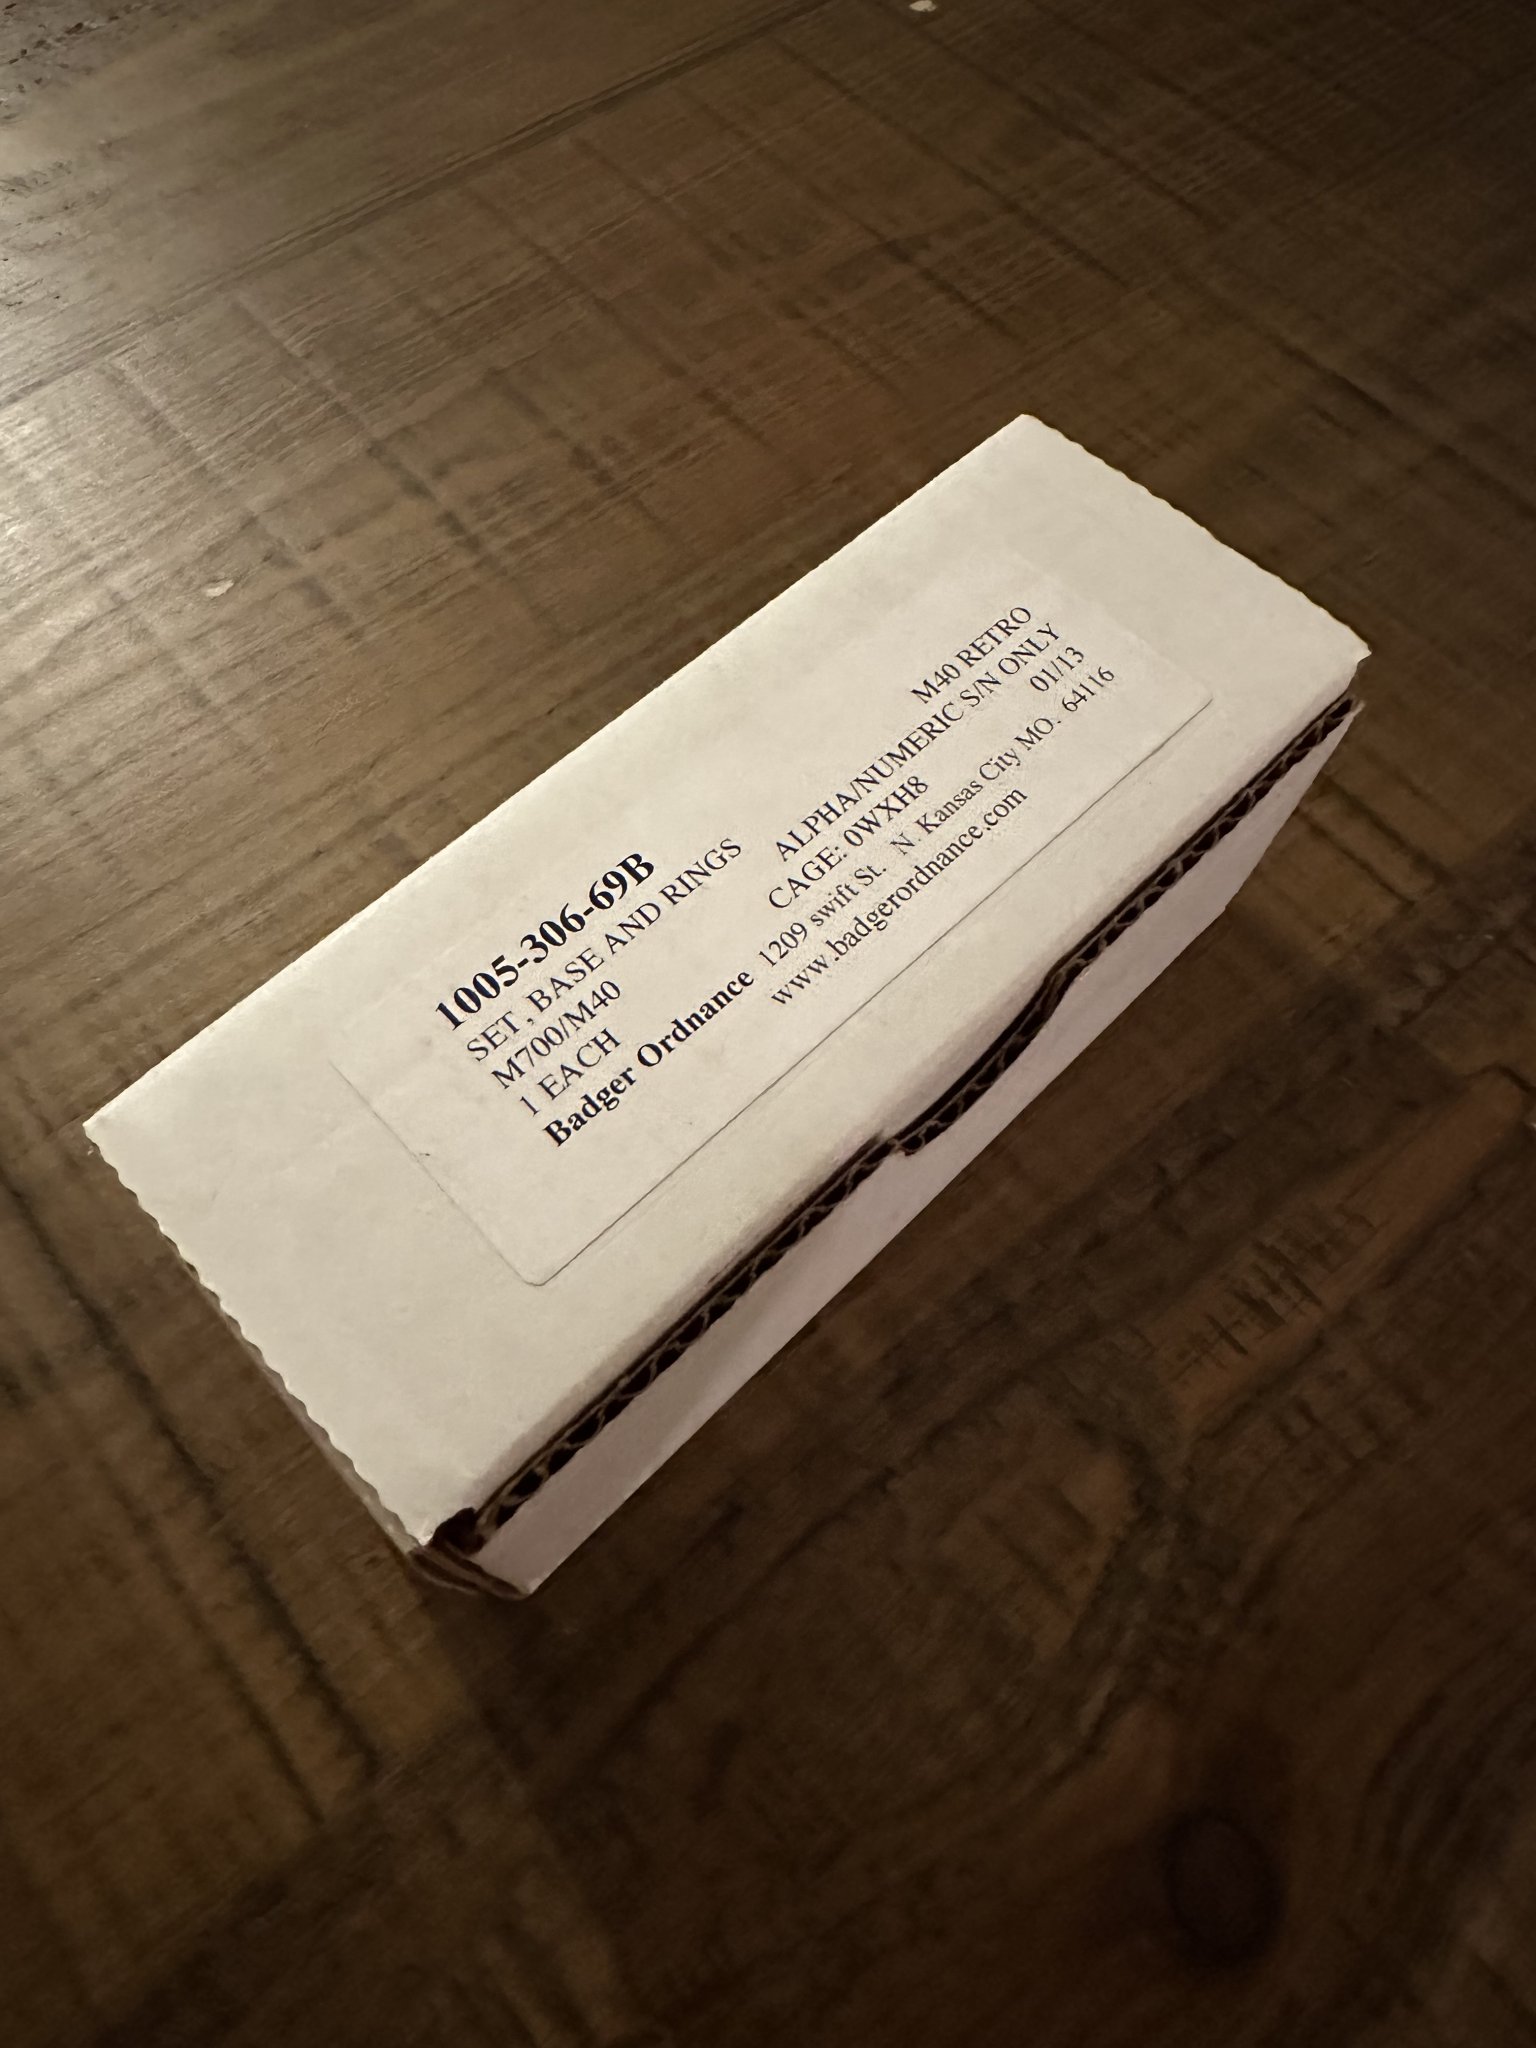 1005-306-69B
SET, BASE AND RINGS M40 RETRO
M700/M40 ALPHA/NUMERIC S/N ONLY
1 EACH CAGE: 0WXH8 01/13
Badger Ordnance 1209 swift St. N. Kansas City MO. 64116
www.badgerordnance.com